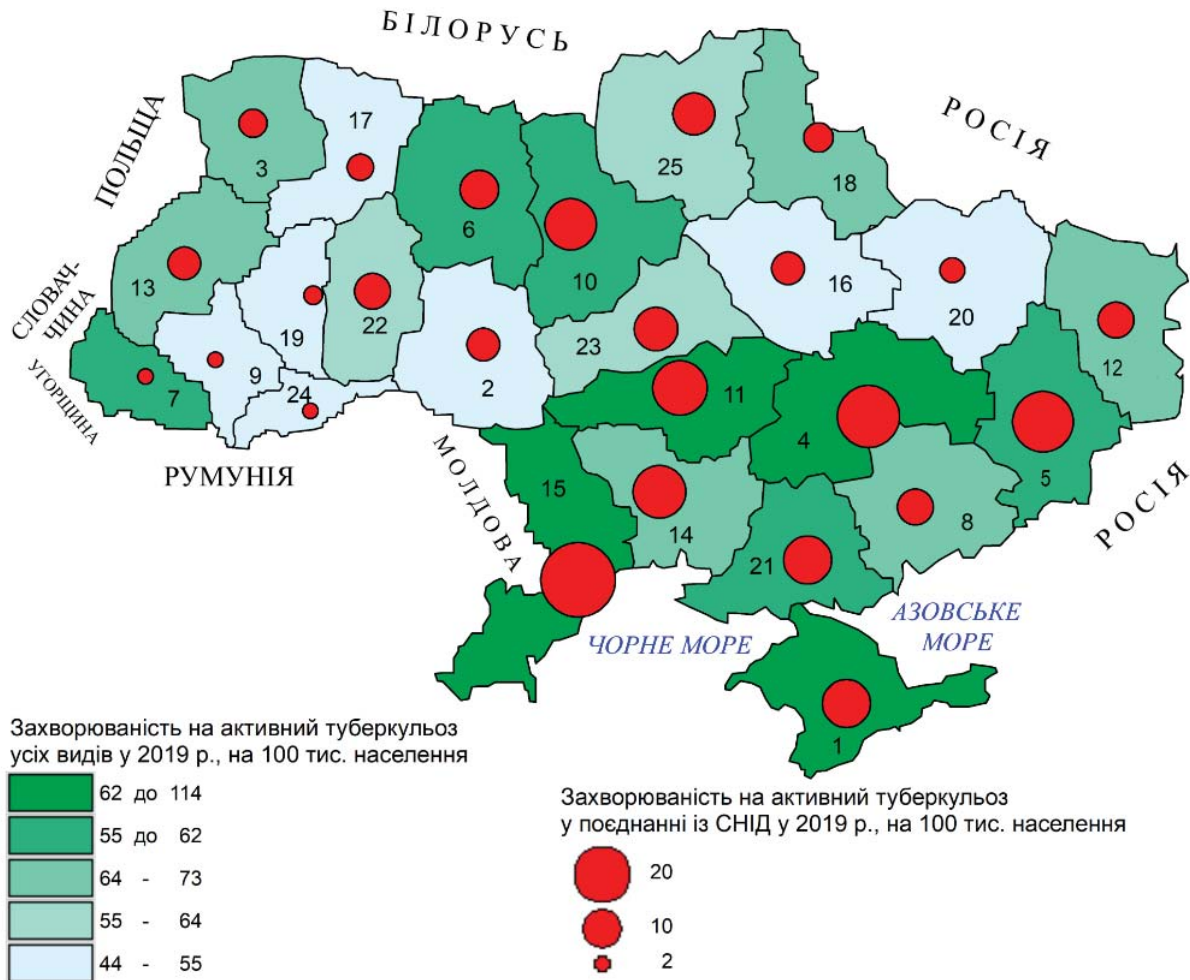 БІЛОРУСЬ
ПОЛЬЩА
РОСІЯ
СЛОВАЧ-
ЧИНА
УГОРЩИНА
РУМУНІЯ
МОЛДОВА
РОСІЯ
ЧОРНЕ МОРЕ
АЗОВСЬКЕ
МОРЕ
17
3
25
18
6
13
10
16
20
19
22
23
12
7
9
24
2
11
4
5
15
14
8
21
1
Захворюваність на активний туберкульоз
усіх видів у 2019 р., на 100 тис. населення
62 до 114
55 до 62
64 - 73
55 - 64
44 - 55
Захворюваність на активний туберкульоз
у поєднанні із СНІД у 2019 р., на 100 тис. населення
20
10
2